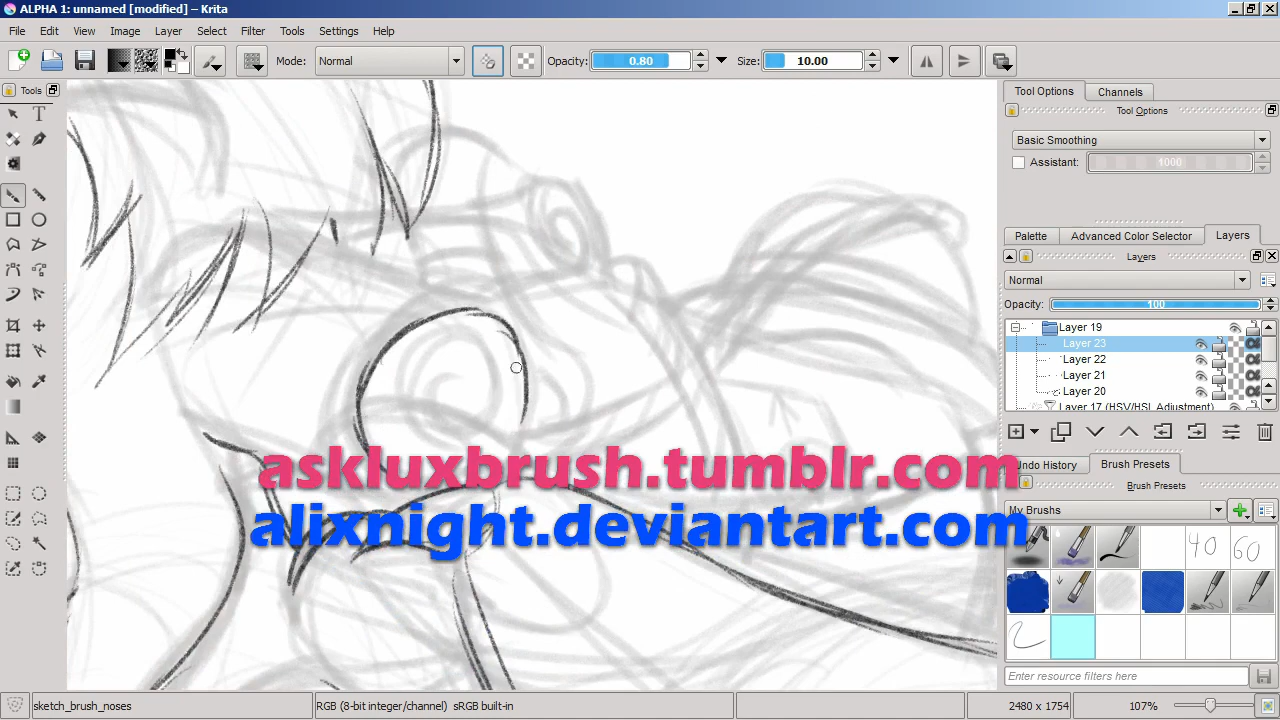 ALPHA 1: unnamed [modified] - Krita
File Edit View Image Layer Select Filter Tools Settings Help
Mode: Normal Opacity: 0.80 Size: 10.00
Tools
Tool Options Channels
Tool Options
Basic Smoothing
Assistant: 1000
Palette Advanced Color Selector Layers
Layers
Normal
Opacity: 100
Layer 19
Layer 23
Layer 22
Layer 21
Layer 20
Layer 17 (HSV/HSL Adjustment)
askluxbrush.tumblr.com
alixnight.deviantart.com
Undo History Brush Presets
Brush Presets
My Brushes
40 60
Enter resource filters here
sketch_brush_noses RGB (8-bit integer/channel) sRGB built-in 2480 x 1754 107%